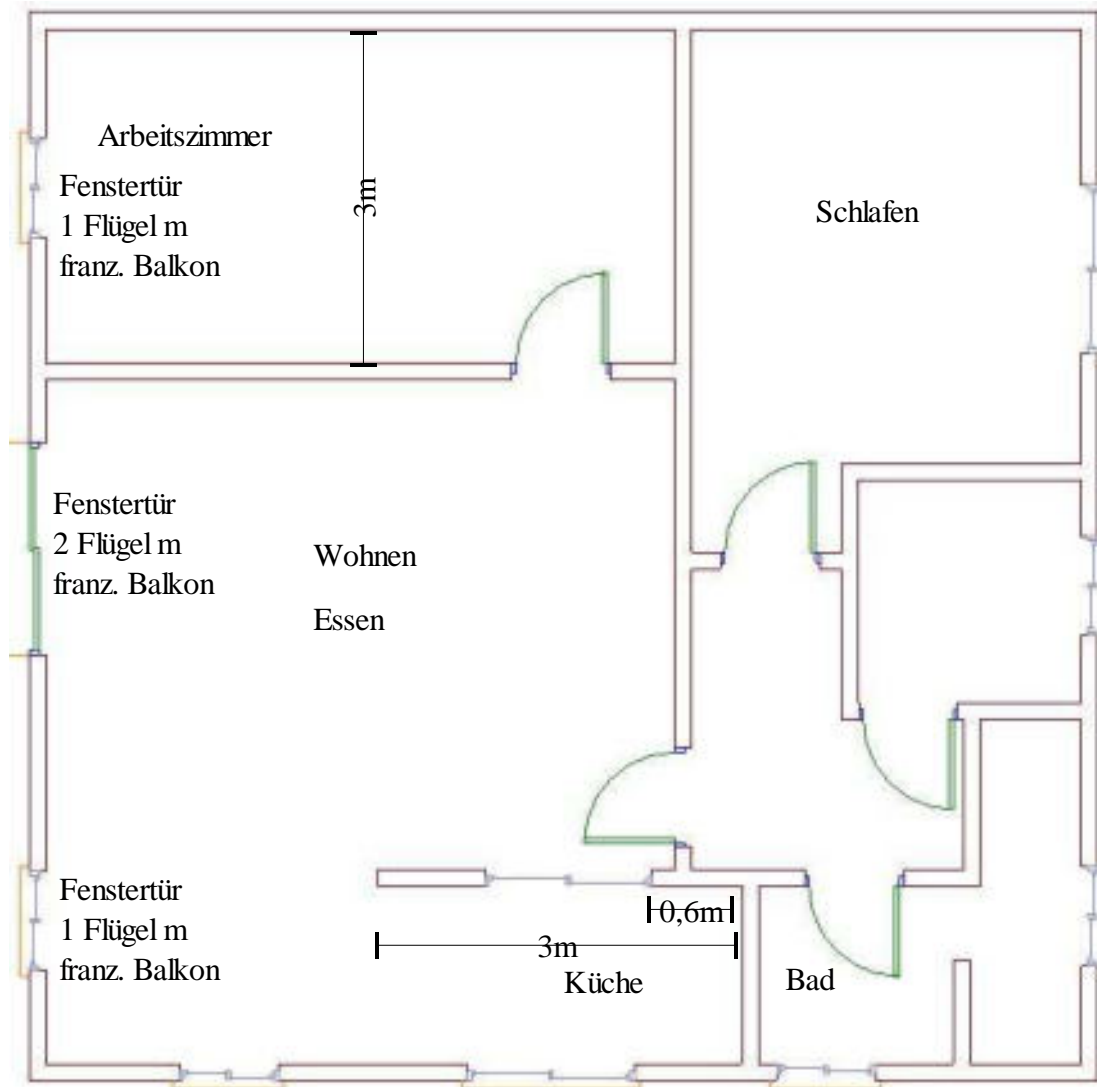 Arbeitszimmer
Fenstertür
1 Flügel m
franz. Balkon
3m
Schlafen
Fenstertür
2 Flügel m
franz. Balkon
Wohnen
Essen
Fenstertür
1 Flügel m
franz. Balkon
0,6m
3m
Küche
Bad